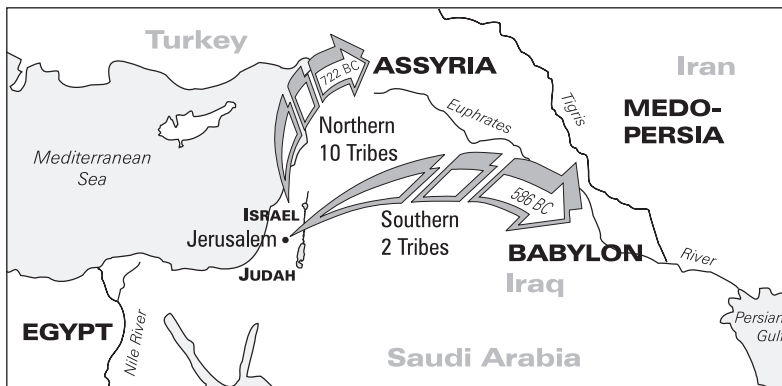 Turkey
722 BC
ASSYRIA
Iran
Euphrates
Tigris
MEDO-
PERSIA
Northern
10 Tribes
Mediterranean
Sea
586 BC
ISRAEL
Jerusalem
Southern
2 Tribes
JUDAH
BABYLON
River
Iraq
EGYPT
Nile River
Persian
Gulf
Saudi Arabia